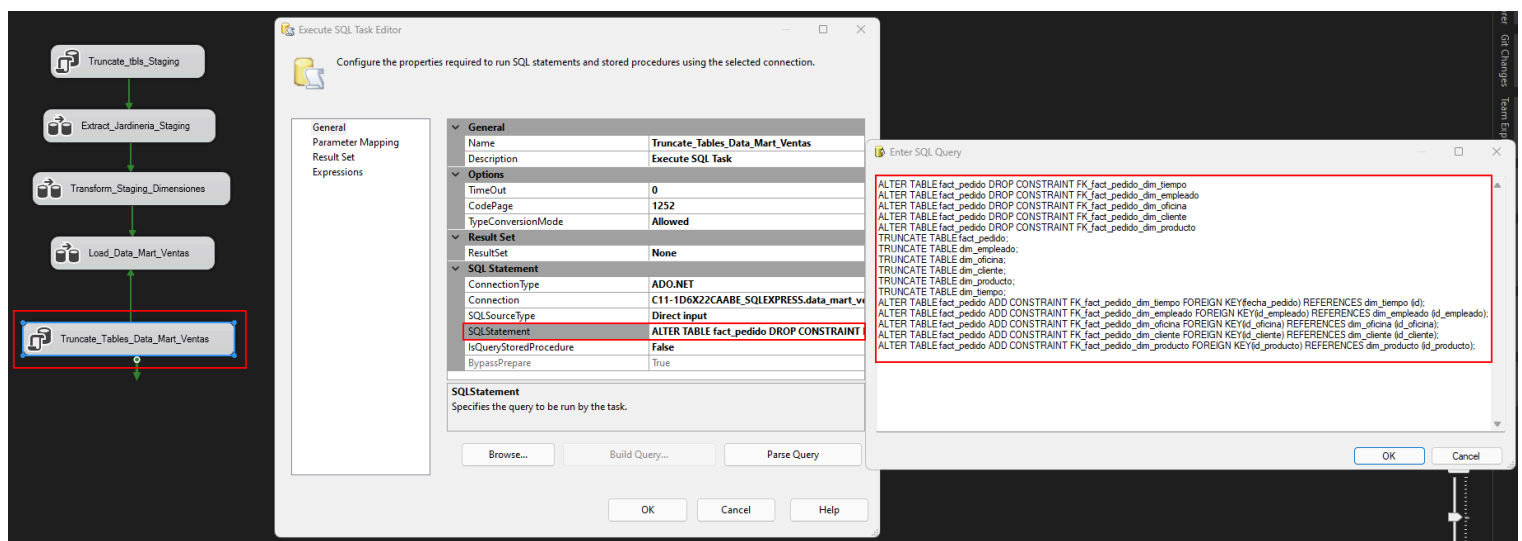 Truncate_tbls_Staging
Extract_Jardineria_Staging
Transform_Staging_Dimensiones
Load_Data_Mart_Ventas
Truncate_Tables_Data_Mart_Ventas
Execute SQL Task Editor
Configure the properties required to run SQL statements and stored procedures using the selected connection.
General
Parameter Mapping
Result Set
Expressions
General
Name Truncate_Tables_Data_Mart_Ventas
Description Execute SQL Task
Options
TimeOut 0
CodePage 1252
TypeConversionMode Allowed
Result Set
ResultSet None
SQL Statement
ConnectionType ADO.NET
Connection C11-1D6X22CAABE_SQLEXPRESS.data_mart_ve
SQLSourceType Direct input
SQLStatement ALTER TABLE fact_pedido DROP CONSTRAINT
IsQueryStoredProcedure False
BypassPrepare True
SQLStatement
Specifies the query to be run by the task.
Browse... Build Query... Parse Query
OK Cancel Help
Git Changes
Team Exp
Enter SQL Query
ALTER TABLE fact_pedido DROP CONSTRAINT FK_fact_pedido_dim_tiempo
ALTER TABLE fact_pedido DROP CONSTRAINT FK_fact_pedido_dim_empleado
ALTER TABLE fact_pedido DROP CONSTRAINT FK_fact_pedido_dim_oficina
ALTER TABLE fact_pedido DROP CONSTRAINT FK_fact_pedido_dim_cliente
ALTER TABLE fact_pedido DROP CONSTRAINT FK_fact_pedido_dim_producto
TRUNCATE TABLE fact_pedido;
TRUNCATE TABLE dim_empleado;
TRUNCATE TABLE dim_oficina;
TRUNCATE TABLE dim_cliente;
TRUNCATE TABLE dim_producto;
TRUNCATE TABLE dim_tiempo;
ALTER TABLE fact_pedido ADD CONSTRAINT FK_fact_pedido_dim_tiempo FOREIGN KEY(fecha_pedido) REFERENCES dim_tiempo (id);
ALTER TABLE fact_pedido ADD CONSTRAINT FK_fact_pedido_dim_empleado FOREIGN KEY(id_empleado) REFERENCES dim_empleado (id_empleado);
ALTER TABLE fact_pedido ADD CONSTRAINT FK_fact_pedido_dim_oficina FOREIGN KEY(id_oficina) REFERENCES dim_oficina (id_oficina);
ALTER TABLE fact_pedido ADD CONSTRAINT FK_fact_pedido_dim_cliente FOREIGN KEY(id_cliente) REFERENCES dim_cliente (id_cliente);
ALTER TABLE fact_pedido ADD CONSTRAINT FK_fact_pedido_dim_producto FOREIGN KEY(id_producto) REFERENCES dim_producto (id_producto);
OK Cancel